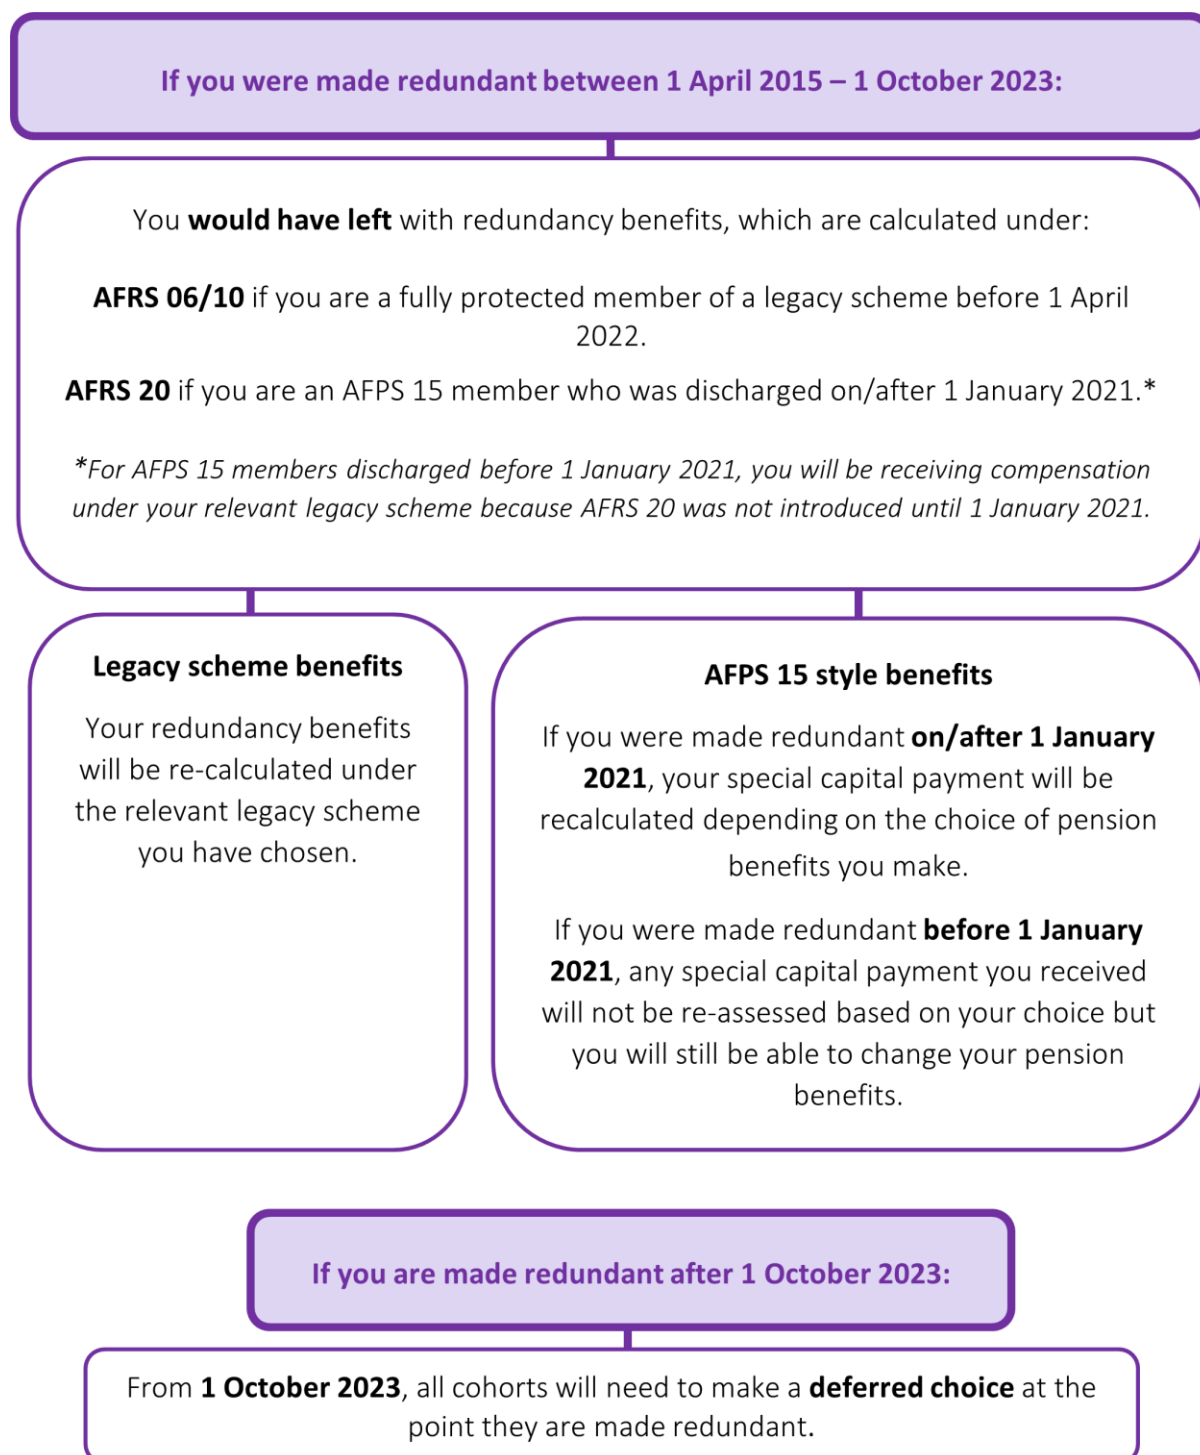 If you were made redundant between 1 April 2015 – 1 October 2023:
You would have left with redundancy benefits, which are calculated under:
AFRS 06/10 if you are a fully protected member of a legacy scheme before 1 April
2022.
AFRS 20 if you are an AFPS 15 member who was discharged on/after 1 January 2021.*
*For AFPS 15 members discharged before 1 January 2021, you will be receiving compensation
under your relevant legacy scheme because AFRS 20 was not introduced until 1 January 2021.
Legacy scheme benefits
Your redundancy benefits
will be re-calculated under
the relevant legacy scheme
you have chosen.
AFPS 15 style benefits
If you were made redundant on/after 1 January
2021, your special capital payment will be
recalculated depending on the choice of pension
benefits you make.
If you were made redundant before 1 January
2021, any special capital payment you received
will not be re-assessed based on your choice but
you will still be able to change your pension
benefits.
If you are made redundant after 1 October 2023:
From 1 October 2023, all cohorts will need to make a deferred choice at the
point they are made redundant.